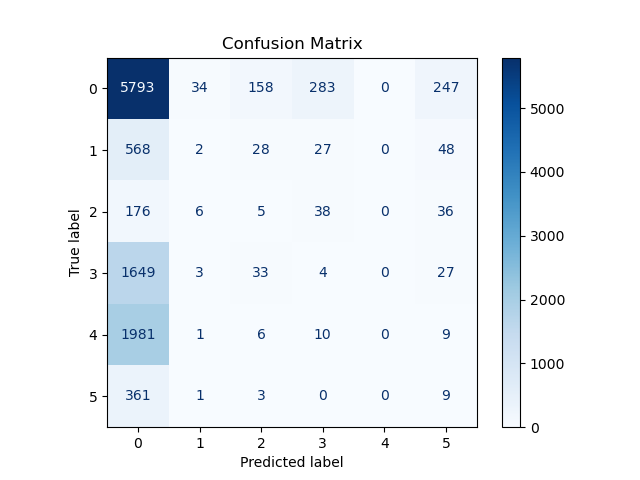 Confusion Matrix
0 5793 34 158 283 0 247
1 568 2 28 27 0 48
2 176 6 5 38 0 36
3 1649 3 33 4 0 27
4 1981 1 6 10 0 9
5 361 1 3 0 0 9
0 1 2 3 4 5
Predicted label
True label
5000
4000
3000
2000
1000
0